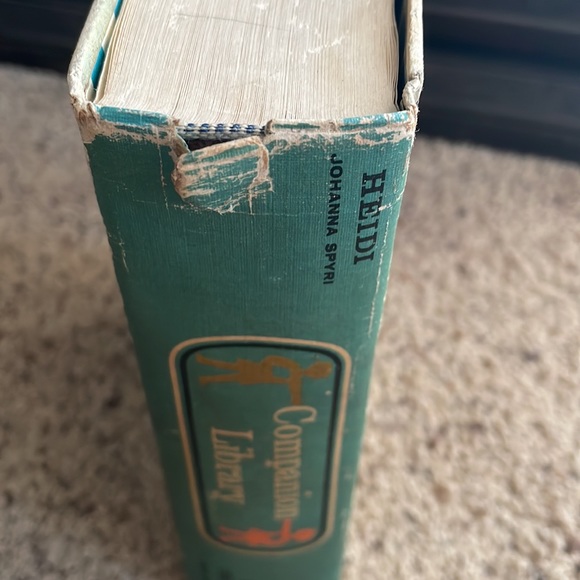 HEIDI
JOHANNA SPYRI
Companion
Library